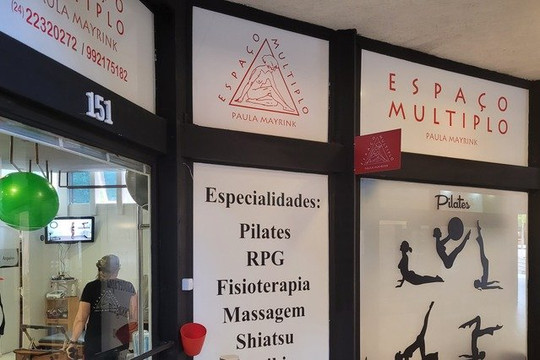 MULTIPLO
PAULA MAYRINK
(24) 22320272 / 992175182
151
ESPAÇO MULTIPLO
PAULA MAYRINK
ESPAÇO
MULTIPLO
PAULA MAYRINK
Especialidades:
Pilates
RPG
Fisioterapia
Massagem
Shiatsu
Pilates